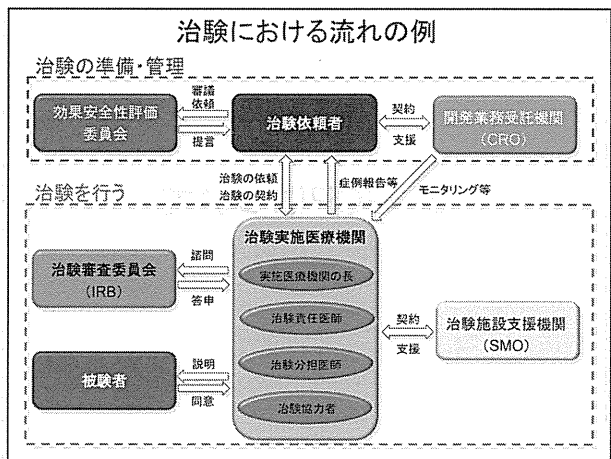 治験における流れの例
治験の準備・管理
効果安全性評価
委員会
審議
依頼
提言
治験依頼者
契約
支援
開発業務受託機関
(CRO)
治験の依頼
治験の契約
症例報告等
モニタリング等
治験を行う
治験審査委員会
(IRB)
諮問
答申
治験実施医療機関
実施医療機関の長
治験責任医師
治験分担医師
治験協力者
契約
支援
治験施設支援機関
(SMO)
被験者
説明
同意